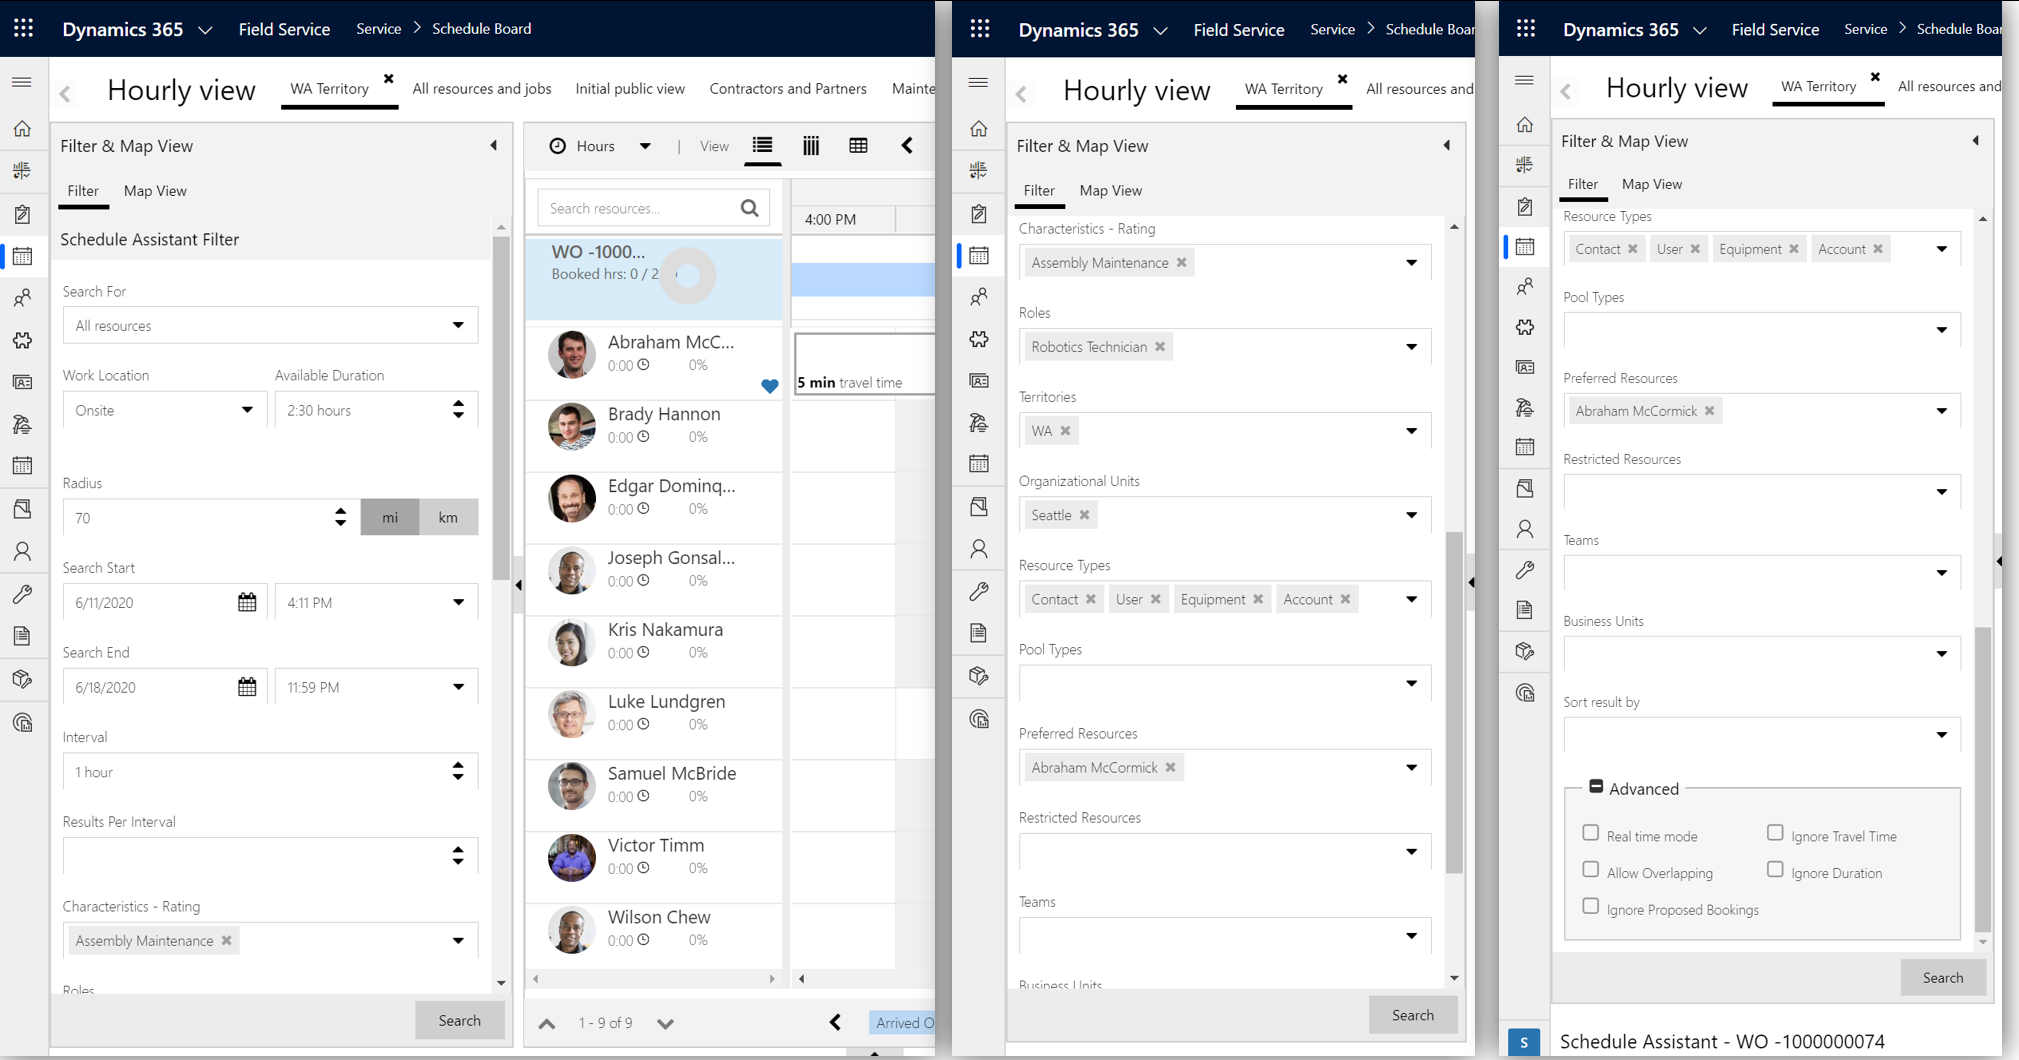 Dynamics 365
Field Service
Service > Schedule Board
Hourly view
WA Territory
All resources and jobs
Initial public view
Contractors and Partners
Mainte
Filter & Map View
Filter
Map View
Schedule Assistant Filter
Search For
All resources
Work Location
Available Duration
Onsite
2:30 hours
Radius
70
mi
km
Search Start
6/11/2020
4:11 PM
Search End
6/18/2020
11:59 PM
Interval
1 hour
Results Per Interval
Characteristics - Rating
Assembly Maintenance
Roles
Search
Hours
View
Search resources...
4:00 PM
WO -1000...
Booked hrs: 0 / 2
Abraham McC...
0:00 0%
5 min travel time
Brady Hannon
0:00 0%
Edgar Dominq...
0:00 0%
Joseph Gonsal...
0:00 0%
Kris Nakamura
0:00 0%
Luke Lundgren
0:00 0%
Samuel McBride
0:00 0%
Victor Timm
0:00 0%
Wilson Chew
0:00 0%
1 - 9 of 9
Arrived O
Dynamics 365
Field Service
Service > Schedule Boar
Hourly view
WA Territory
All resources and
Filter & Map View
Filter
Map View
Characteristics - Rating
Assembly Maintenance
Roles
Robotics Technician
Territories
WA
Organizational Units
Seattle
Resource Types
Contact
User
Equipment
Account
Pool Types
Preferred Resources
Abraham McCormick
Restricted Resources
Teams
Business Units
Search
Dynamics 365
Field Service
Service > Schedule Boar
Hourly view
WA Territory
All resources and
Filter & Map View
Filter
Map View
Resource Types
Contact
User
Equipment
Account
Pool Types
Preferred Resources
Abraham McCormick
Restricted Resources
Teams
Business Units
Sort result by
Advanced
Real time mode
Ignore Travel Time
Allow Overlapping
Ignore Duration
Ignore Proposed Bookings
Search
S
Schedule Assistant - WO -1000000074